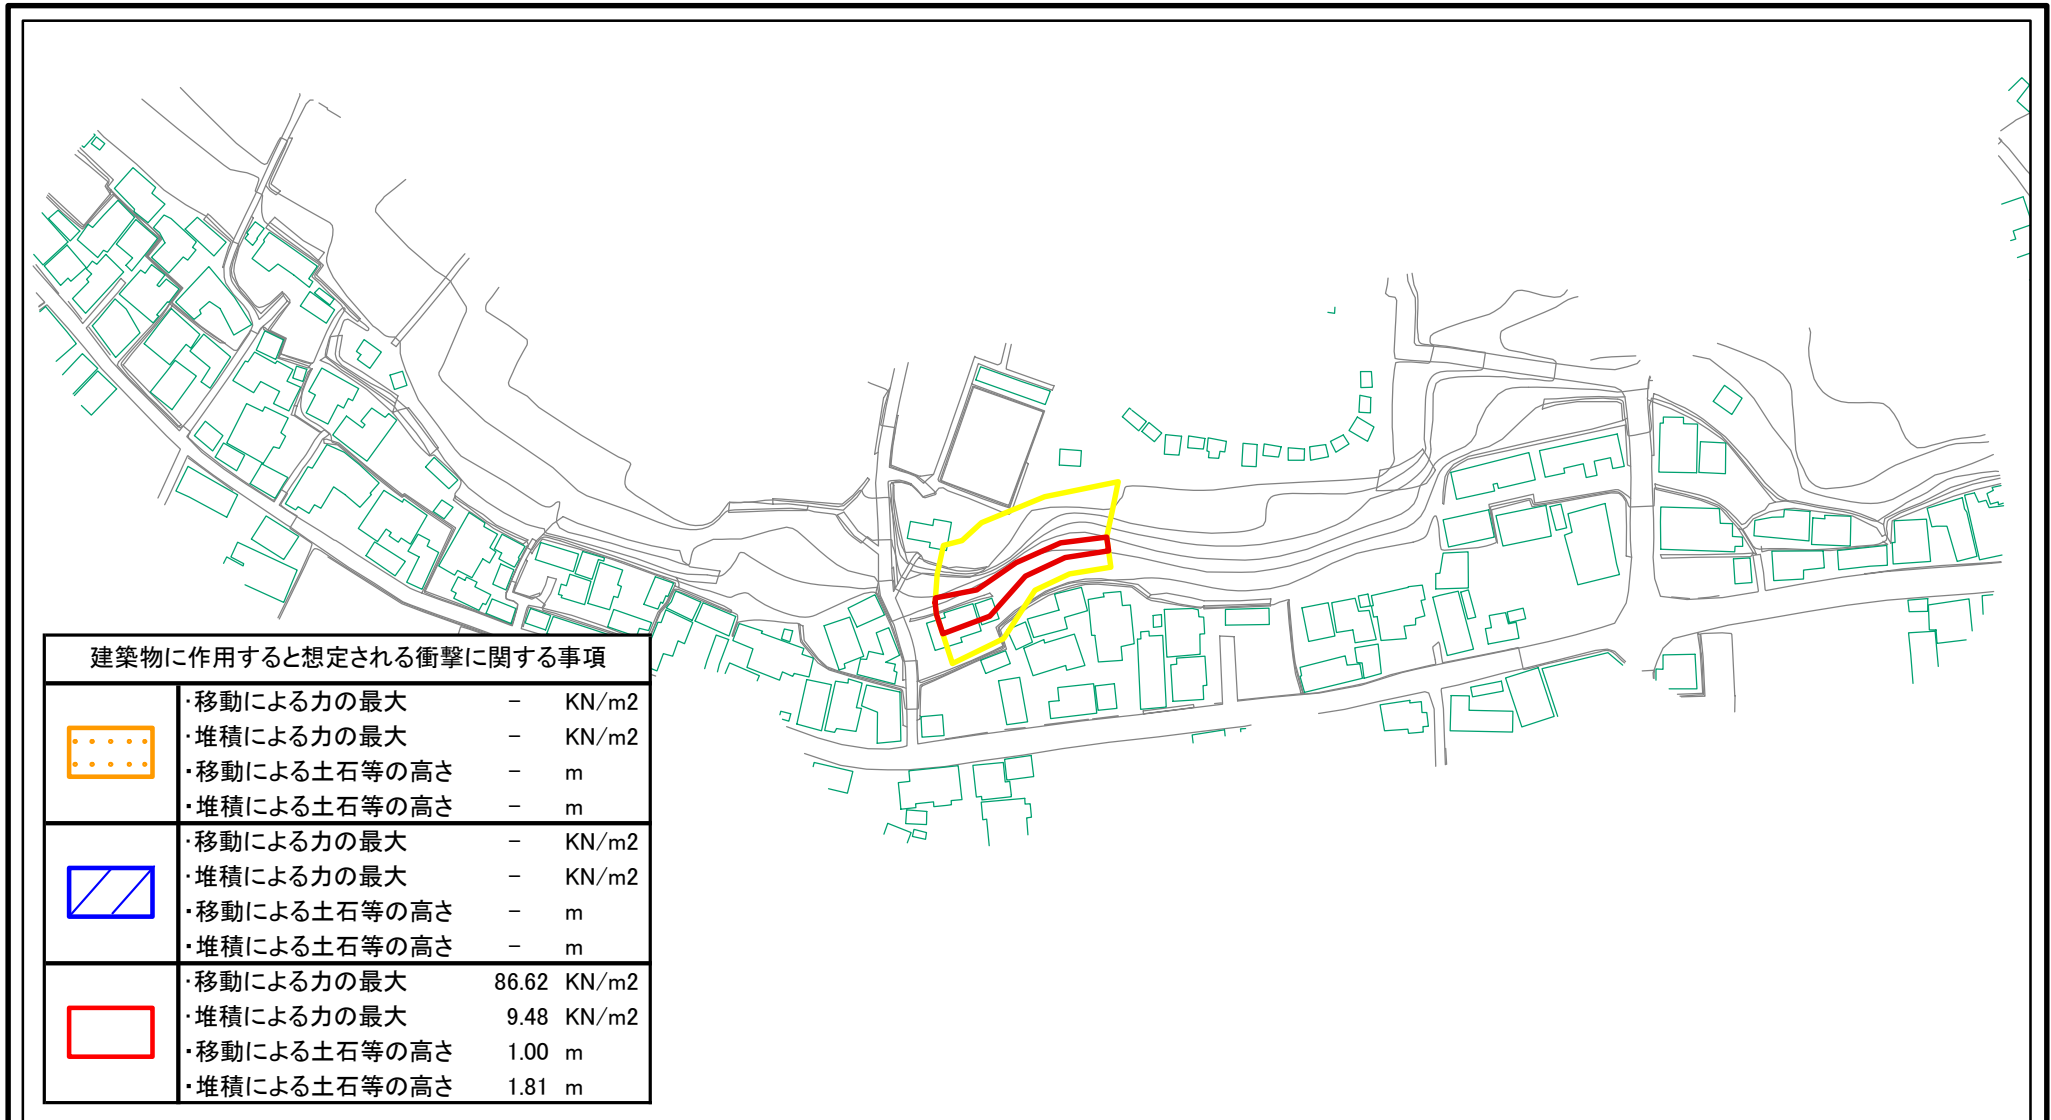 建築物に作用すると想定される衝撃に関する事項
・移動による力の最大 － KN/m2
・堆積による力の最大 － KN/m2
・移動による土石等の高さ － m
・堆積による土石等の高さ － m
・移動による力の最大 － KN/m2
・堆積による力の最大 － KN/m2
・移動による土石等の高さ － m
・堆積による土石等の高さ － m
・移動による力の最大 86.62 KN/m2
・堆積による力の最大 9.48 KN/m2
・移動による土石等の高さ 1.00 m
・堆積による土石等の高さ 1.81 m